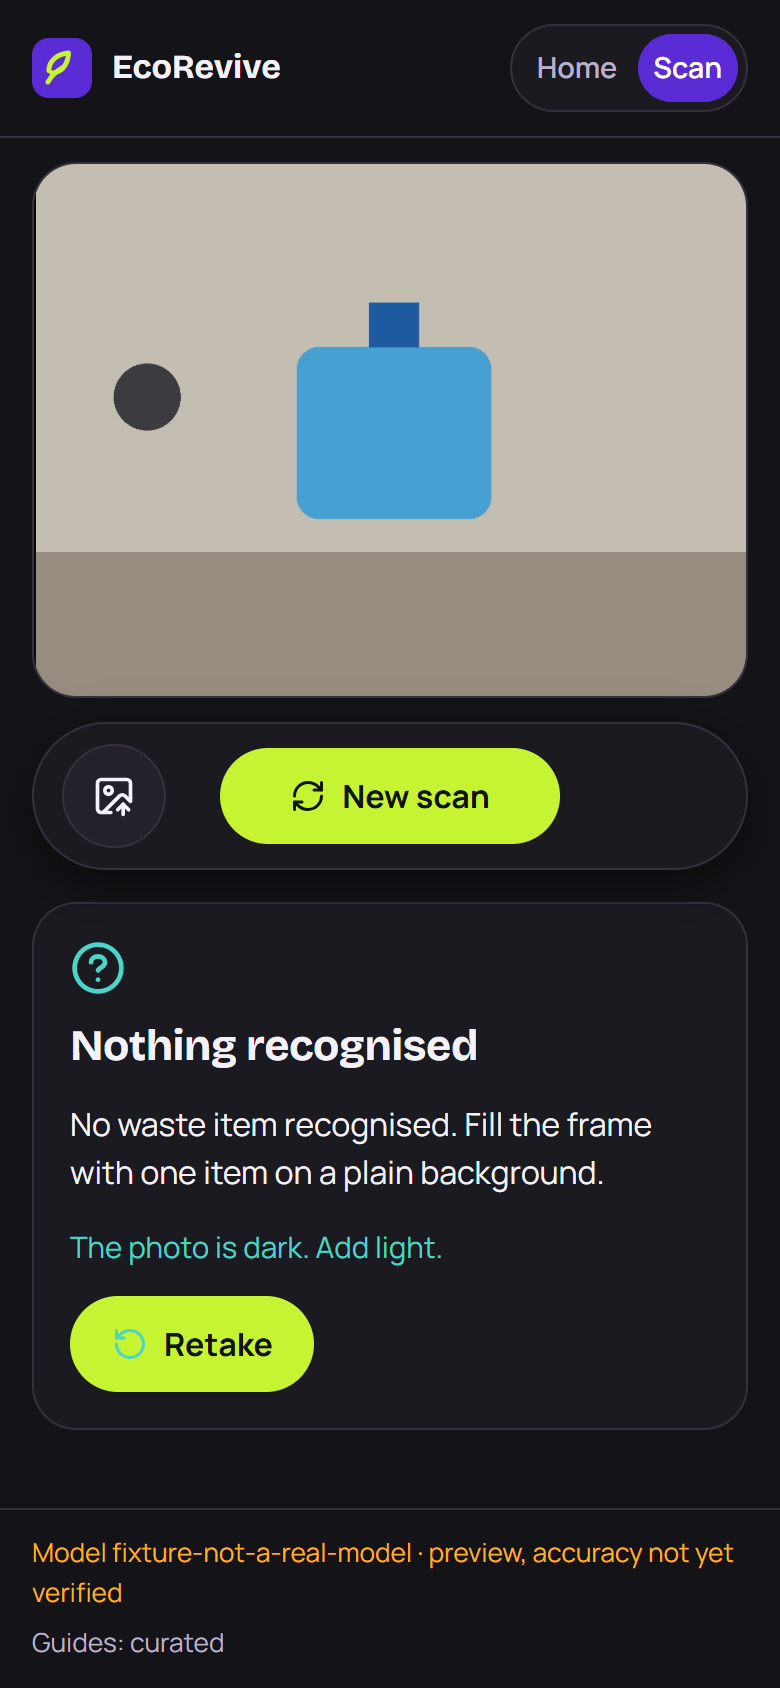 EcoRevive
Home
Scan
New scan
Nothing recognised
No waste item recognised. Fill the frame
with one item on a plain background.
The photo is dark. Add light.
Retake
Model fixture-not-a-real-model · preview, accuracy not yet
verified
Guides: curated